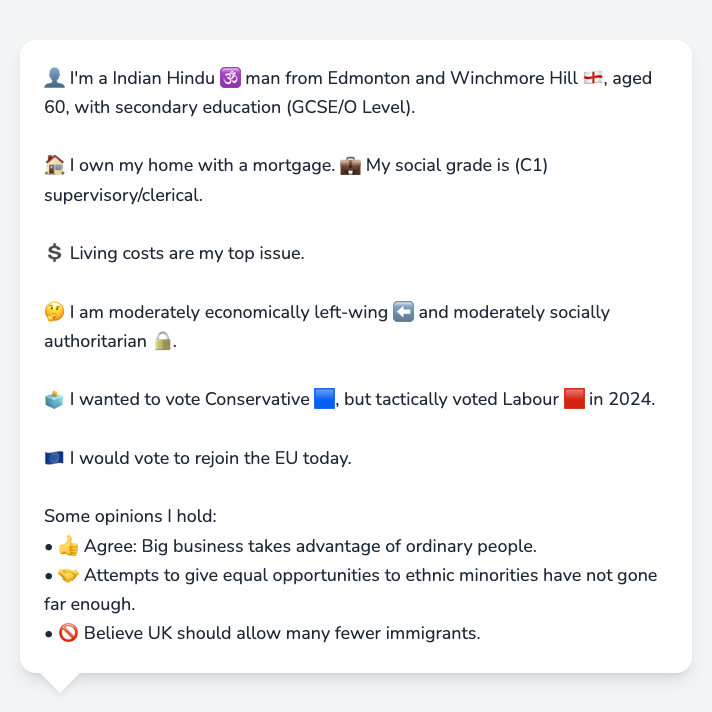 👤 I'm a Indian Hindu 🕉️ man from Edmonton and Winchmore Hill 🏴󠁧󠁢󠁥󠁮󠁧󠁿, aged
60, with secondary education (GCSE/O Level).
🏠 I own my home with a mortgage. 💼 My social grade is (C1)
supervisory/clerical.
💲 Living costs are my top issue.
🤔 I am moderately economically left-wing ⬅️ and moderately socially
authoritarian 🔒.
🗳️ I wanted to vote Conservative 🟦, but tactically voted Labour 🟥 in 2024.
🇪🇺 I would vote to rejoin the EU today.
Some opinions I hold:
• 👍 Agree: Big business takes advantage of ordinary people.
• 🤝 Attempts to give equal opportunities to ethnic minorities have not gone
far enough.
• 🚫 Believe UK should allow many fewer immigrants.